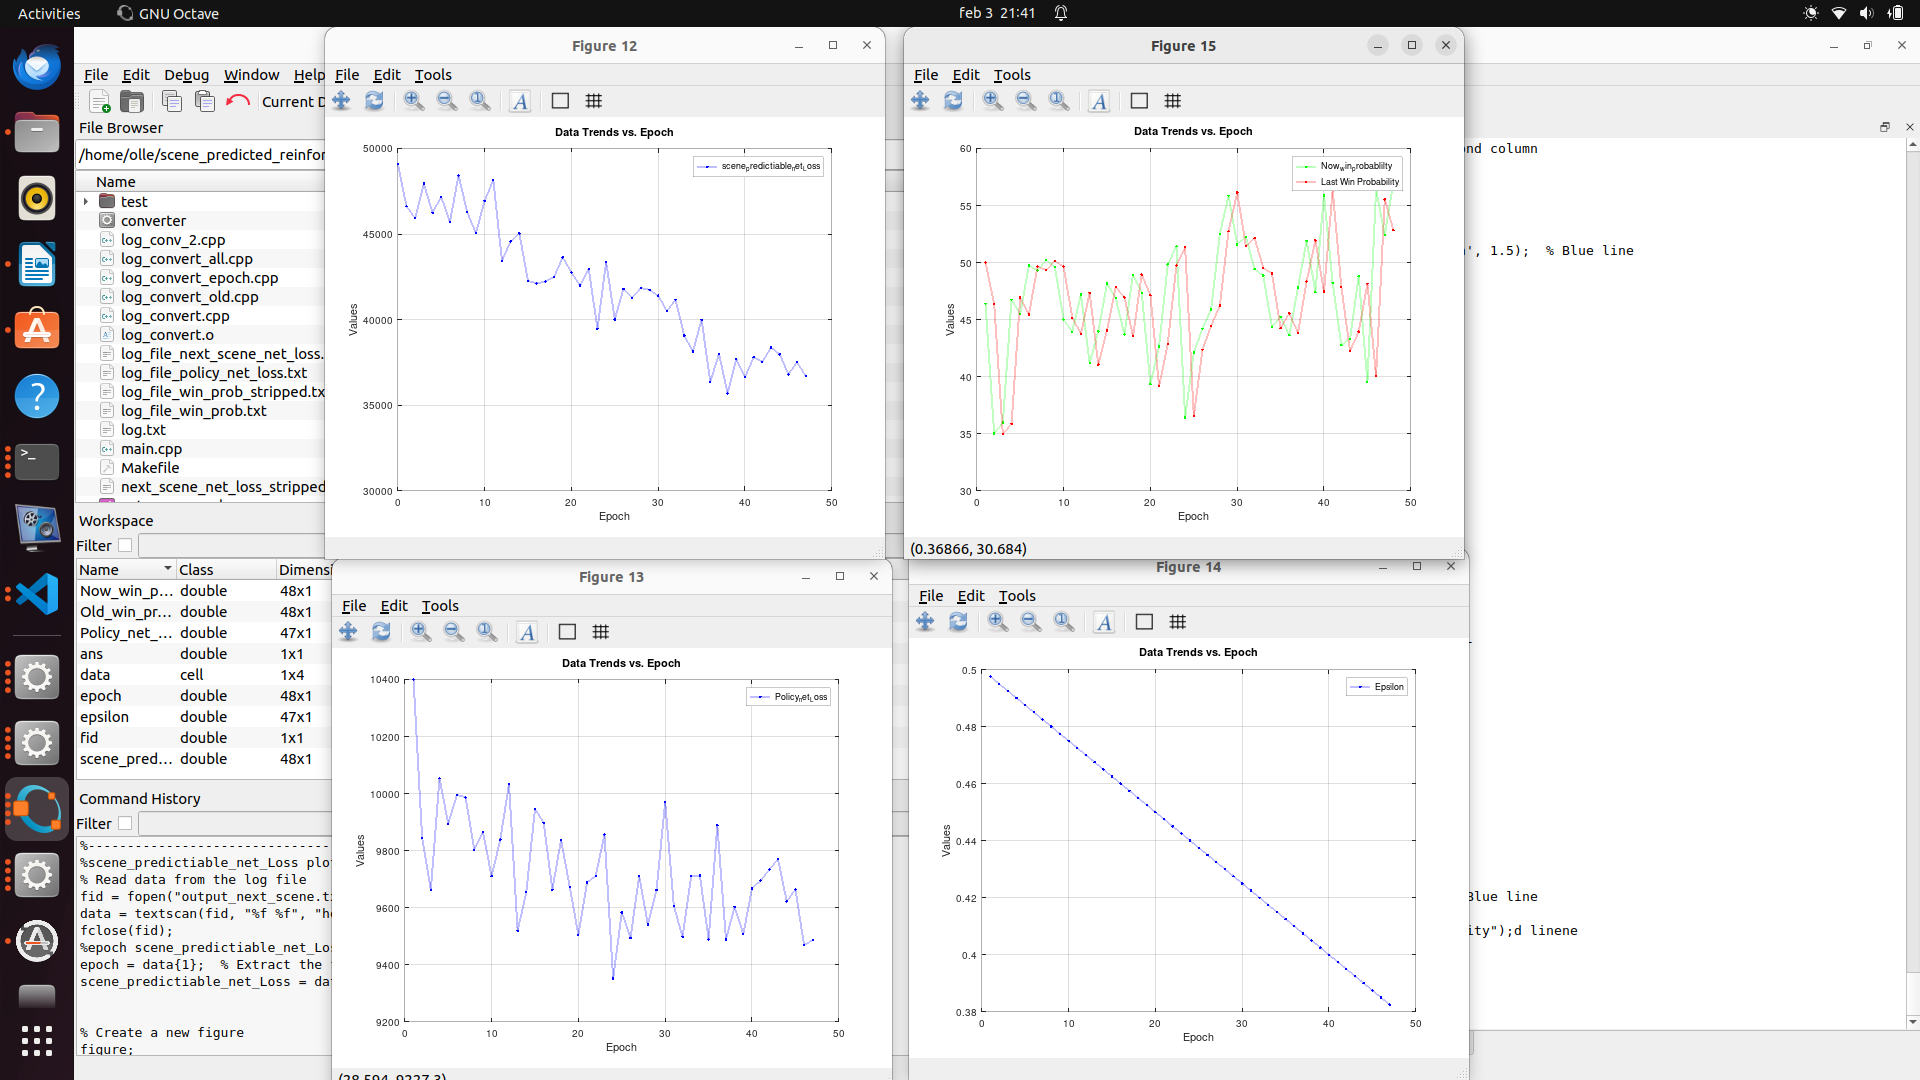 Activities
GNU Octave
feb 3 21:41
File Edit Debug Window Help
Current D
File Browser
/home/olle/scene_predicted_reinfor
Name
test
converter
log_conv_2.cpp
log_convert_all.cpp
log_convert_epoch.cpp
log_convert_old.cpp
log_convert.cpp
log_convert.o
log_file_next_scene_net_loss.
log_file_policy_net_loss.txt
log_file_win_prob_stripped.tx
log_file_win_prob.txt
log.txt
main.cpp
Makefile
next_scene_net_loss_stripped
Workspace
Filter
Name Class Dimensi
Now_win_p... double 48x1
Old_win_pr... double 48x1
Policy_net_... double 47x1
ans double 1x1
data cell 1x4
epoch double 48x1
epsilon double 47x1
fid double 1x1
scene_pred... double 48x1
Command History
Filter
%-------------------------------
%scene_predictiable_net_Loss plo
% Read data from the log file
fid = fopen("output_next_scene.t
data = textscan(fid, "%f %f", "h
fclose(fid);
%epoch scene_predictiable_net_Lo
epoch = data{1};  % Extract the
scene_predictiable_net_Loss = da
% Create a new figure
figure;
Figure 12
File Edit Tools
Data Trends vs. Epoch
scene_predictiable_net_Loss
50000
45000
40000
35000
30000
Values
0 10 20 30 40 50
Epoch
Figure 15
File Edit Tools
Data Trends vs. Epoch
Now_win_probablilty
Last Win Probability
60
55
50
45
40
35
30
Values
0 10 20 30 40 50
Epoch
(0.36866, 30.684)
Figure 13
File Edit Tools
Data Trends vs. Epoch
Policy_net_Loss
10400
10200
10000
9800
9600
9400
9200
Values
0 10 20 30 40 50
Epoch
(28.594, 9227.3)
Figure 14
File Edit Tools
Data Trends vs. Epoch
Epsilon
0.5
0.48
0.46
0.44
0.42
0.4
0.38
Values
0 10 20 30 40 50
Epoch
ond column
', 1.5);  % Blue line
Blue line
ity");d linene